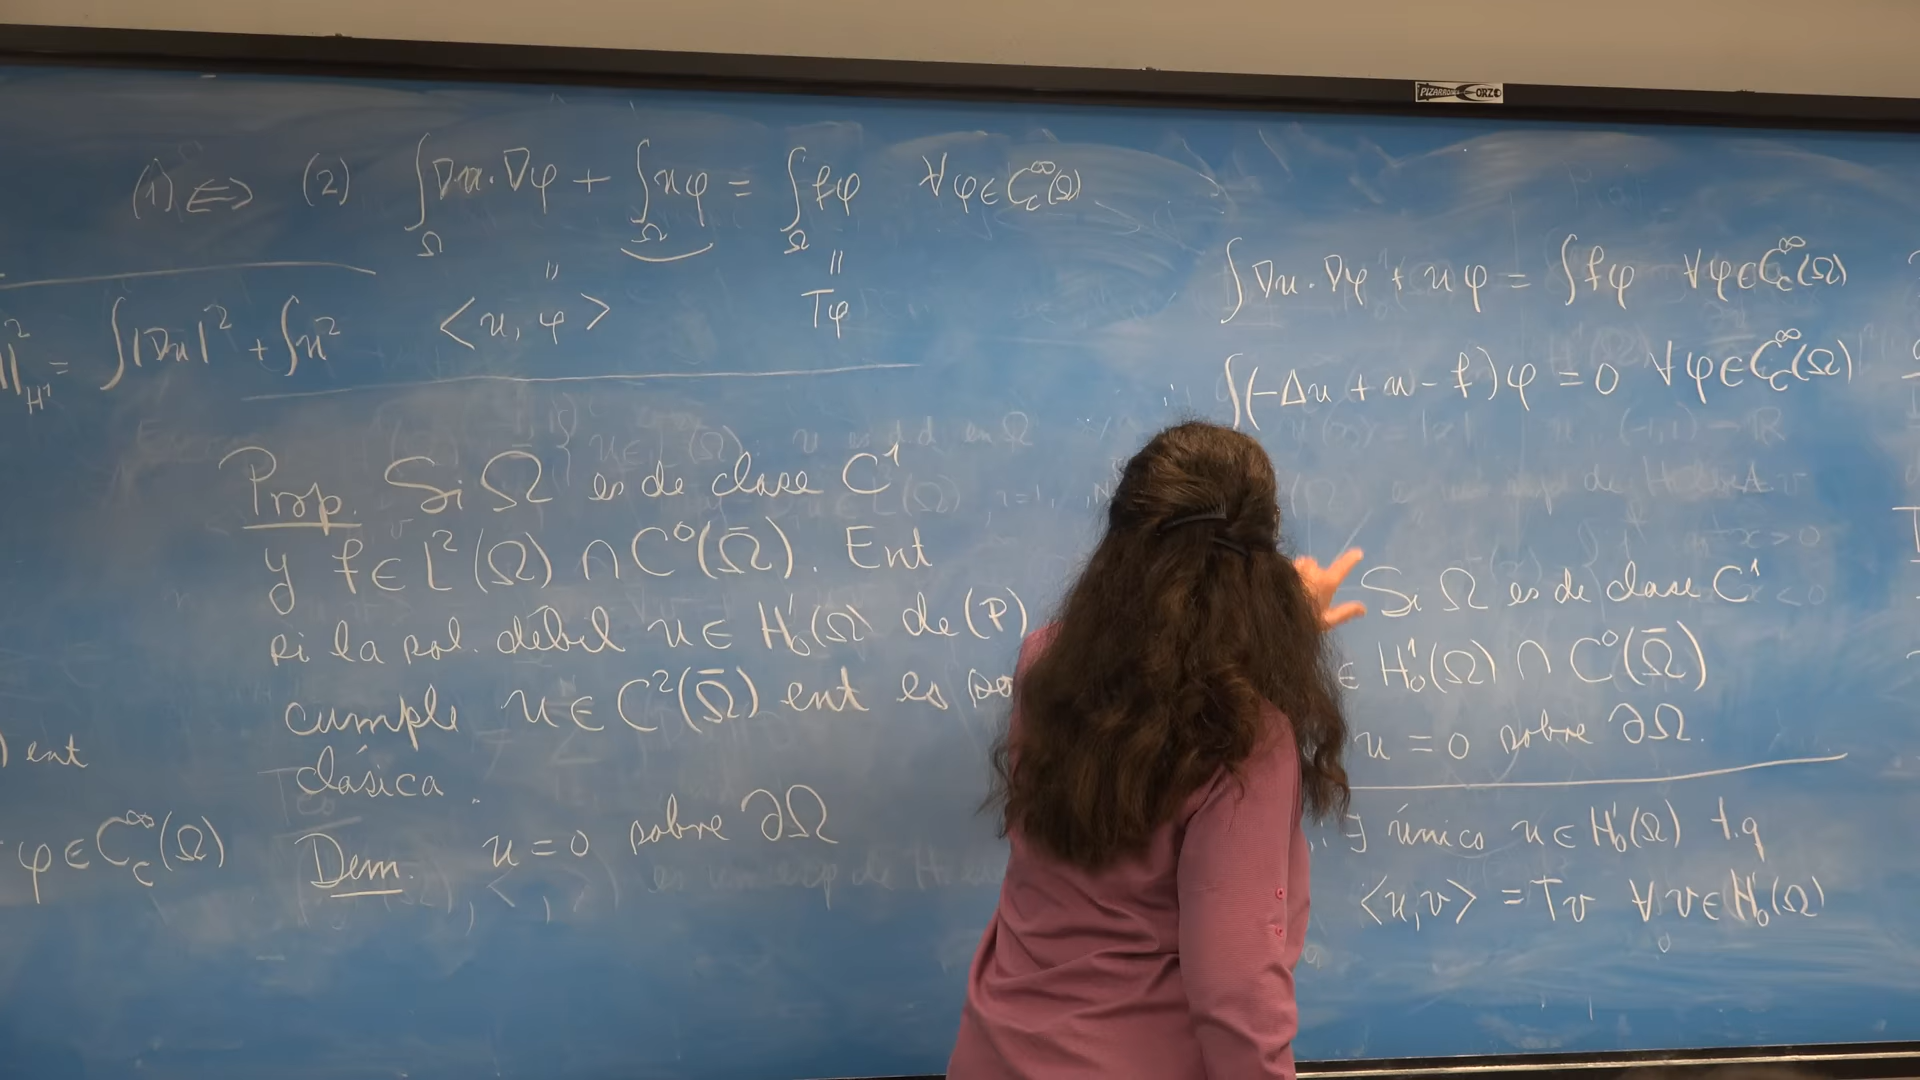 PIZARRONES CORZO
(1) ⟺ (2) ∫_Ω ∇u·∇φ + ∫_Ω uφ = ∫_Ω fφ ∀φ∈C_c^∞(Ω)
" "
<u, φ> Tφ
||²_{H¹} = ∫|∇u|² + ∫u²
Prop. Si Ω es de clase C¹
y f∈L²(Ω)∩C⁰(Ω̄). Ent
si la sol. débil u∈H¹₀(Ω) de (P)
cumple u∈C²(Ω̄) ent es so
clásica.
) ent
φ∈C_c^∞(Ω)
Dem. u=0 sobre ∂Ω
∫∇u·∇φ + uφ = ∫fφ ∀φ∈C_c^∞(Ω)
∫(-Δu + u - f)φ = 0 ∀φ∈C_c^∞(Ω)
Si Ω es de clase C¹
∈ H¹₀(Ω)∩C⁰(Ω̄)
u = 0 sobre ∂Ω.
∃ único u∈H¹₀(Ω) t.q
<u,v> = Tv ∀v∈H¹₀(Ω)